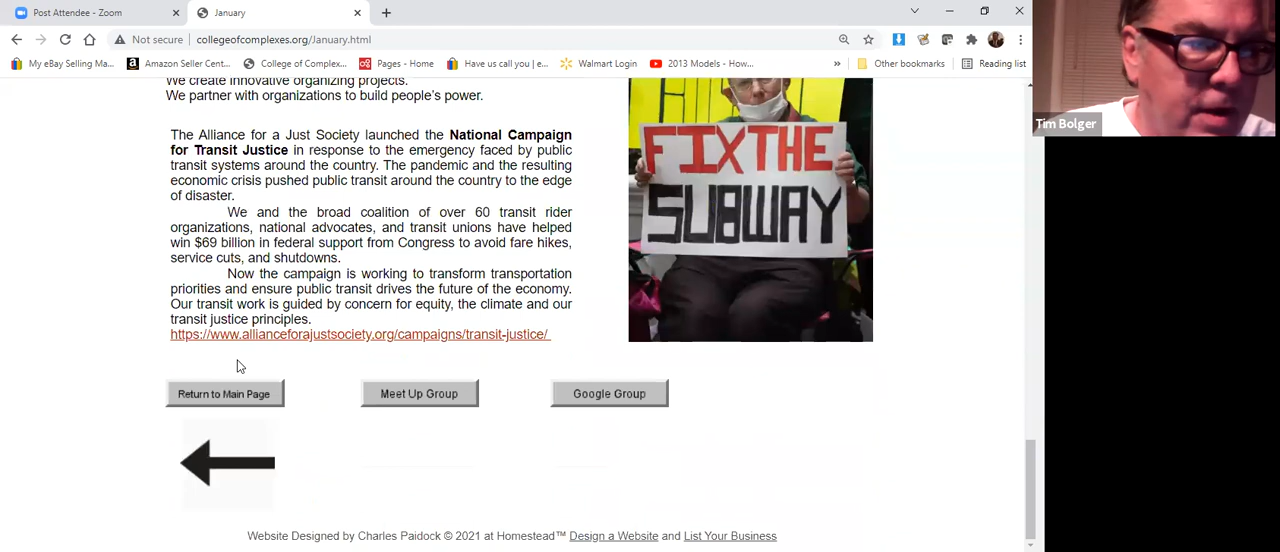 Post Attendee - Zoom
January
Not secure
collegeofcomplexes.org/January.html
My eBay Selling Ma...
Amazon Seller Cent...
College of Complex...
Pages - Home
Have us call you | e...
Walmart Login
2013 Models - How...
»
Other bookmarks
Reading list
We create innovative organizing projects.
We partner with organizations to build people's power.
The Alliance for a Just Society launched the National Campaign
for Transit Justice in response to the emergency faced by public
transit systems around the country. The pandemic and the resulting
economic crisis pushed public transit around the country to the edge
of disaster.
We and the broad coalition of over 60 transit rider
organizations, national advocates, and transit unions have helped
win $69 billion in federal support from Congress to avoid fare hikes,
service cuts, and shutdowns.
Now the campaign is working to transform transportation
priorities and ensure public transit drives the future of the economy.
Our transit work is guided by concern for equity, the climate and our
transit justice principles.
https://www.allianceforajustsociety.org/campaigns/transit-justice/
FIX THE
SUBWAY
Return to Main Page
Meet Up Group
Google Group
Website Designed by Charles Paidock © 2021 at Homestead™ Design a Website and List Your Business
Tim Bolger